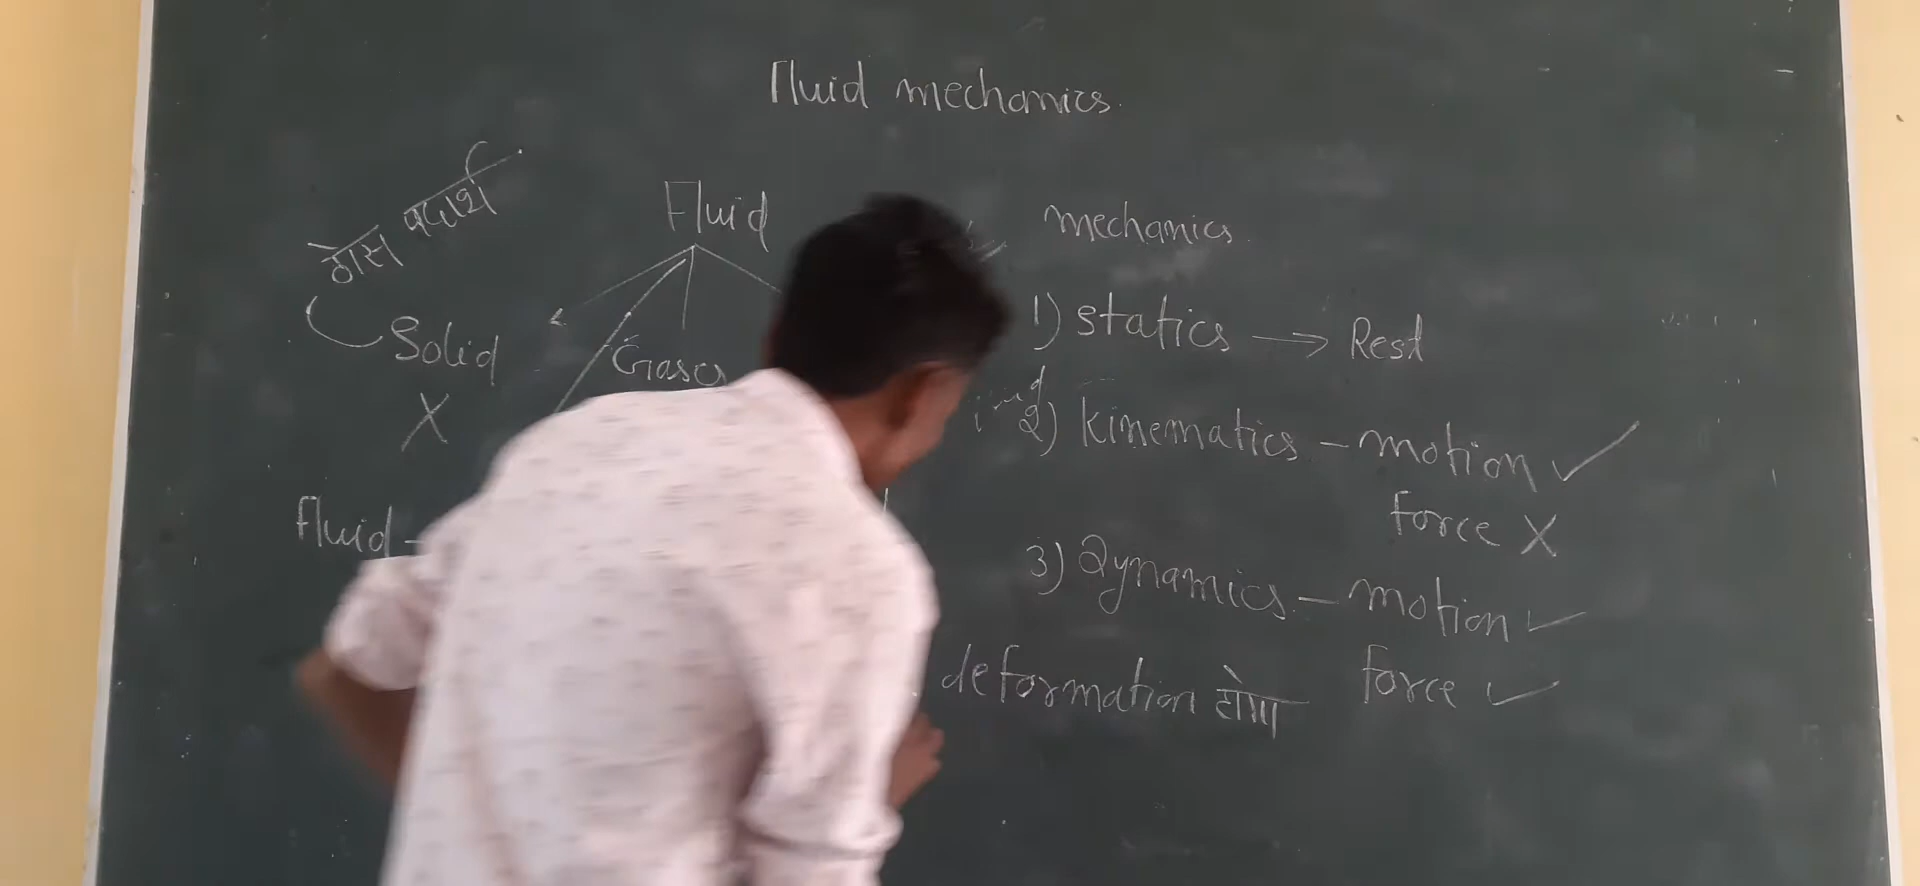 Fluid mechanics
ठोस पदार्थ
Fluid
mechanics
Solid
X
Gases
1) statics → Rest
2) kinematics - motion ✓
force X
Fluid -
3) Dynamics - motion ✓
force ✓
deformation होगा